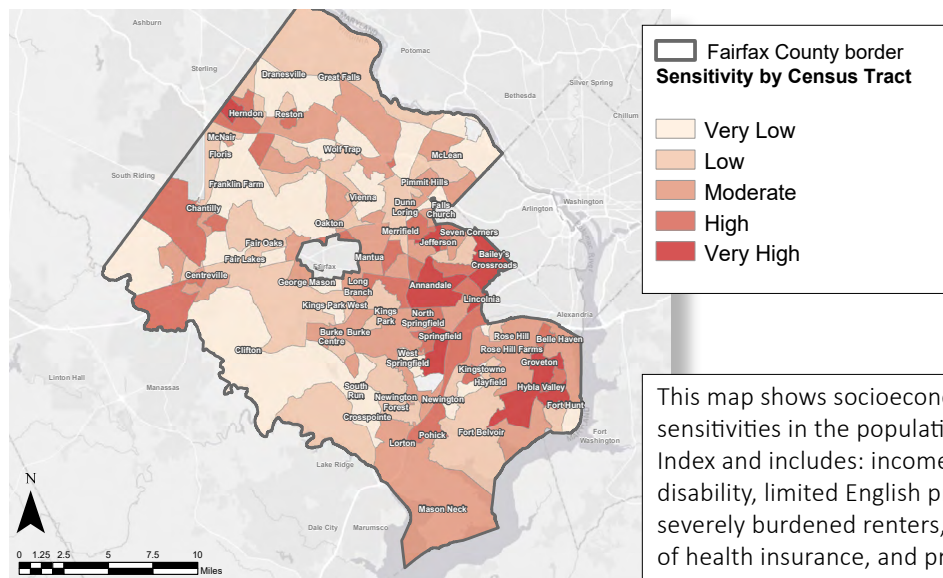 Ashburn
Potomac
Sterling
Dranesville
Great Falls
Silver Spring
Bethesda
Chillum
Herndon
Reston
McNair
Floris
Wolf Trap
McLean
South Riding
Franklin Farm
Pimmit Hills
Vienna
Dunn
Loring
Falls
Church
Arlington
Washington
Chantilly
Oakton
Merrifield
Seven Corners
Jefferson
Fair Oaks
Fair Lakes
Fairfax
Mantua
Bailey's
Crossroads
Centreville
George Mason
Long
Branch
Annandale
Lincolnia
Kings Park West
Kings
Park
North
Springfield
Alexandria
Burke
Centre
Burke
Springfield
Rose Hill
Belle Haven
Clifton
West
Springfield
Rose Hill Farms
Groveton
Kingstowne
Hayfield
Hybla Valley
Linton Hall
Manassas
South
Run
Newington
Forest
Newington
Fort Hunt
Crosspointe
Lorton
Pohick
Fort Belvoir
Fort
Washington
Lake Ridge
Mason Neck
Dale City
Marumsco
N
0 1.25 2.5 5 7.5 10
Miles
Fairfax County border
Sensitivity by Census Tract
Very Low
Low
Moderate
High
Very High
This map shows socioecon
sensitivities in the populati
Index and includes: income
disability, limited English p
severely burdened renters,
of health insurance, and pr